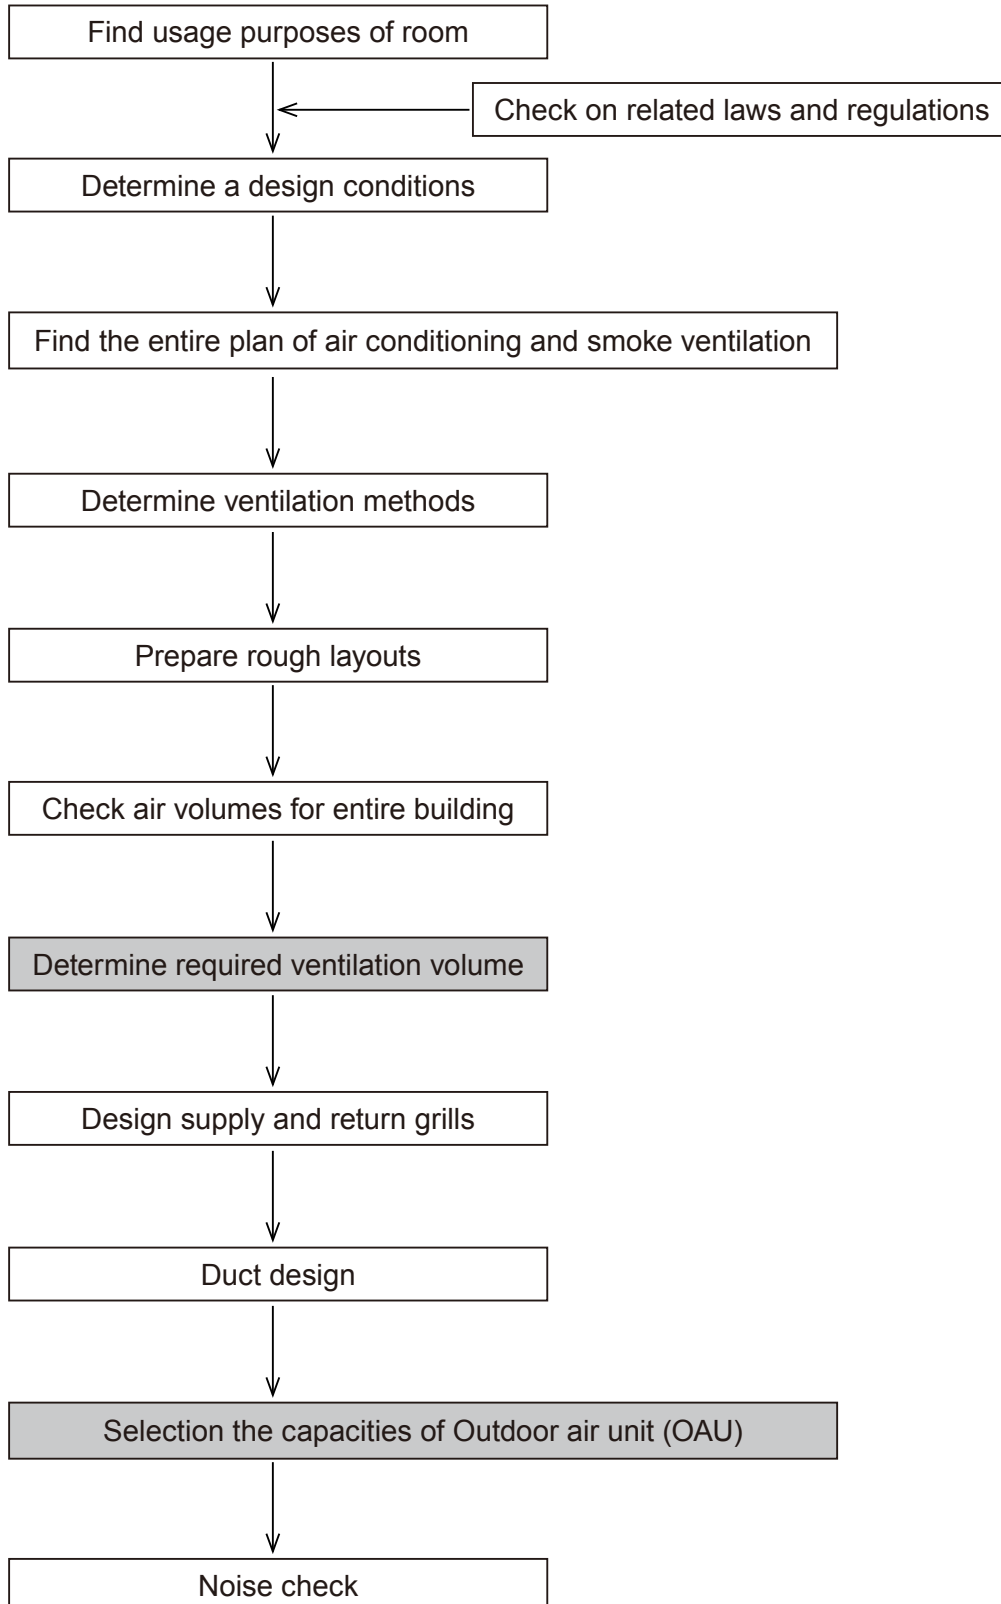 Find usage purposes of room
Check on related laws and regulations
Determine a design conditions
Find the entire plan of air conditioning and smoke ventilation
Determine ventilation methods
Prepare rough layouts
Check air volumes for entire building
Determine required ventilation volume
Design supply and return grills
Duct design
Selection the capacities of Outdoor air unit (OAU)
Noise check